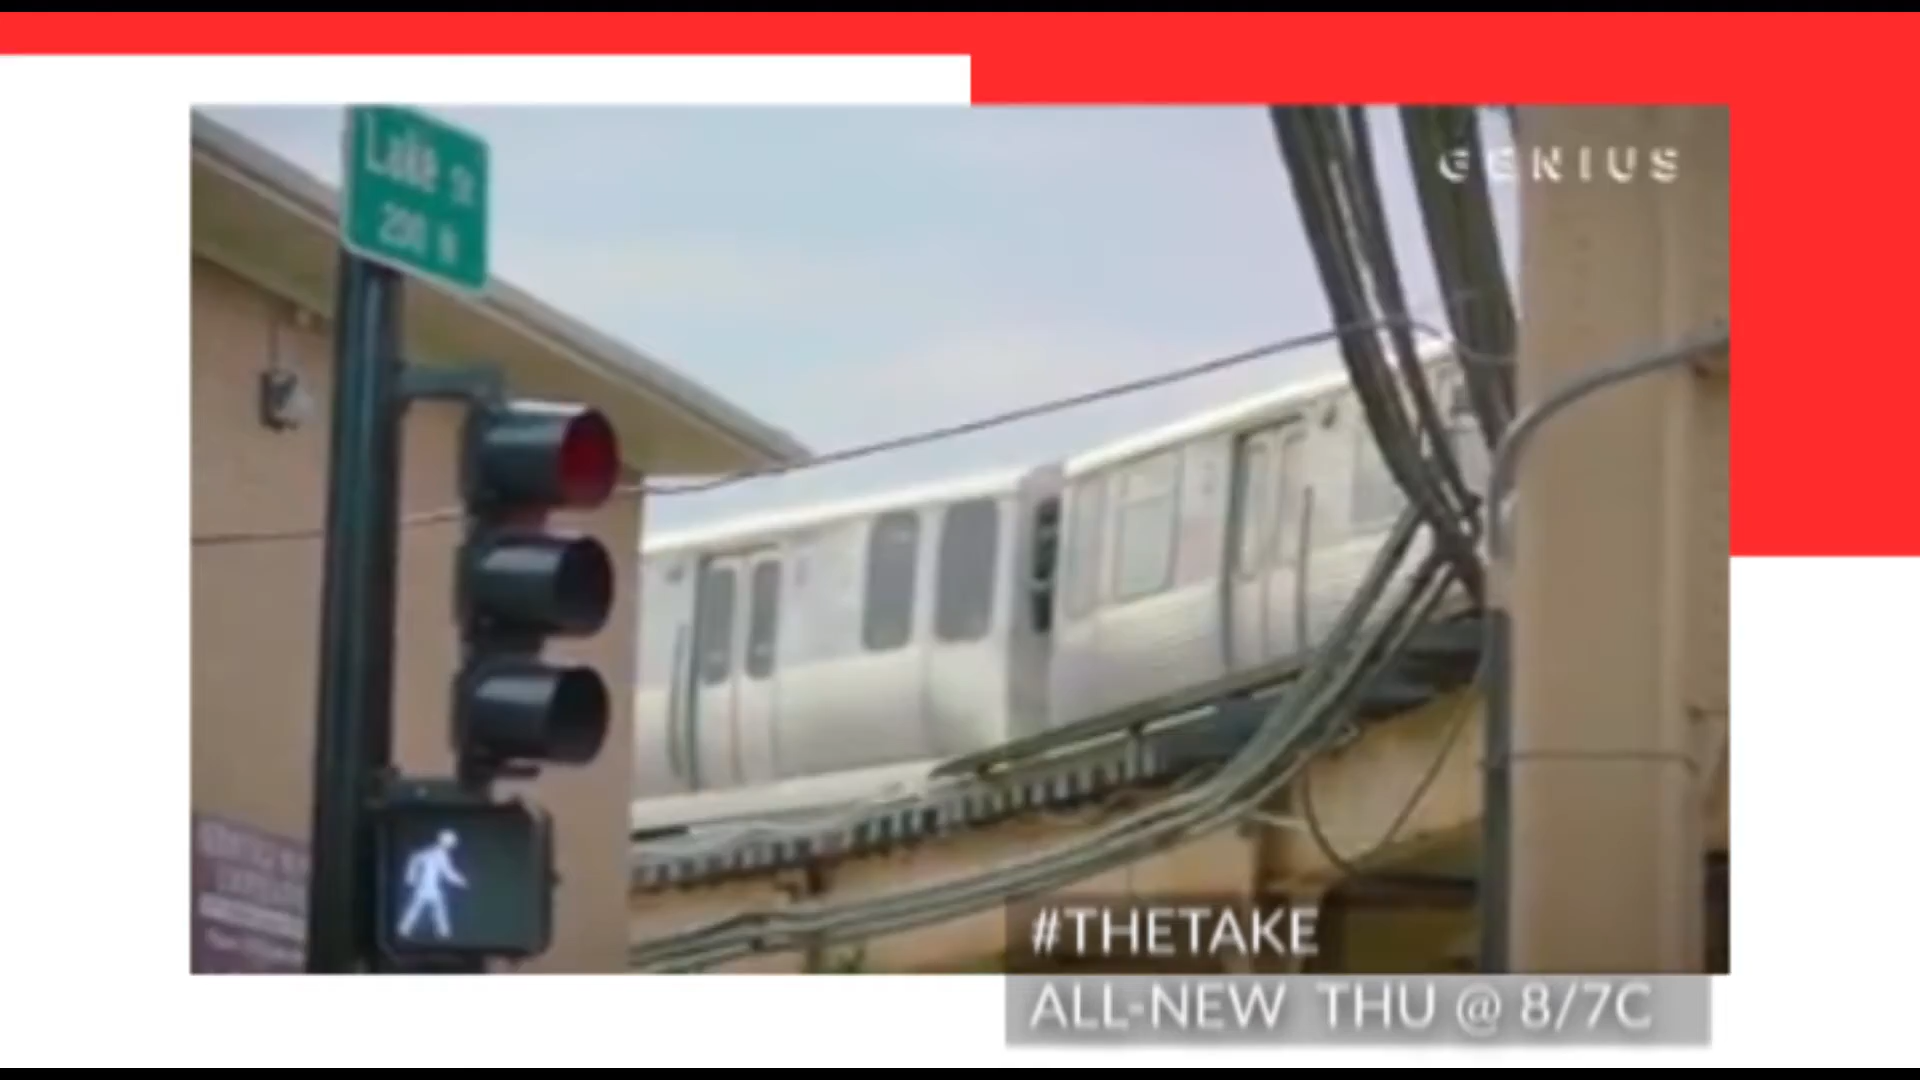 Lake St
200 N
GENIUS
#THETAKE
ALL-NEW THU @ 8/7C